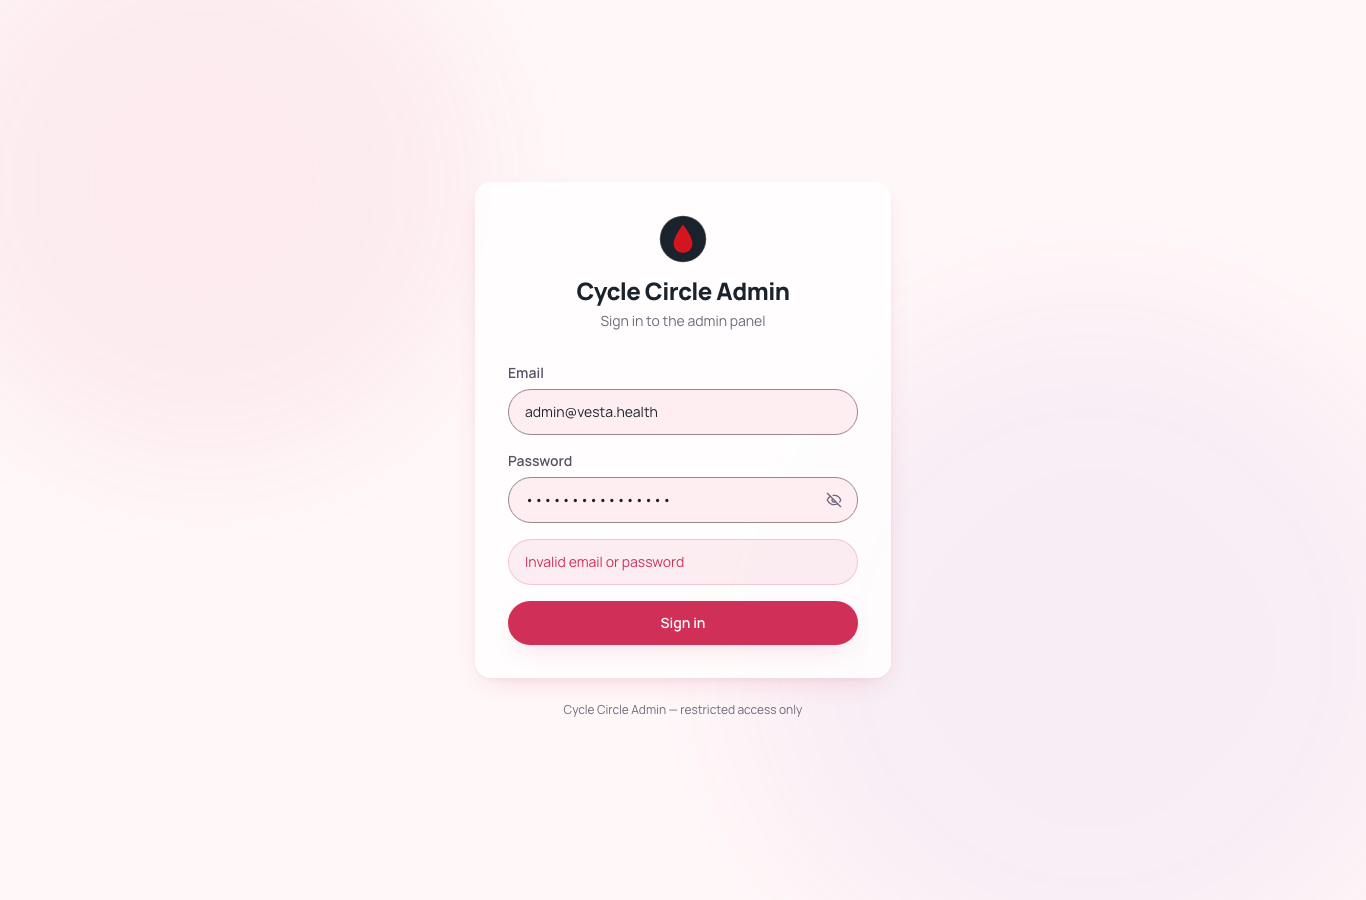 Cycle Circle Admin
Sign in to the admin panel
Email
admin@vesta.health
Password
••••••••••••••••
Invalid email or password
Sign in
Cycle Circle Admin — restricted access only